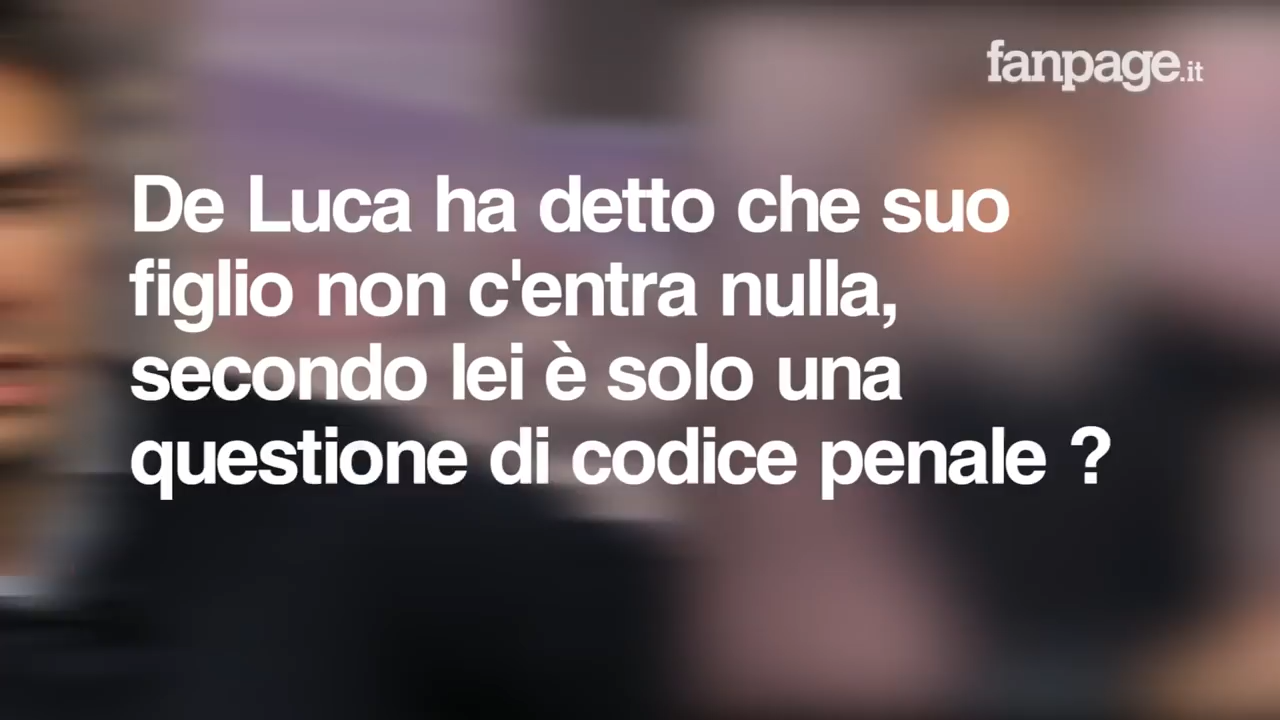 fanpage.it
De Luca ha detto che suo
figlio non c'entra nulla,
secondo lei è solo una
questione di codice penale ?